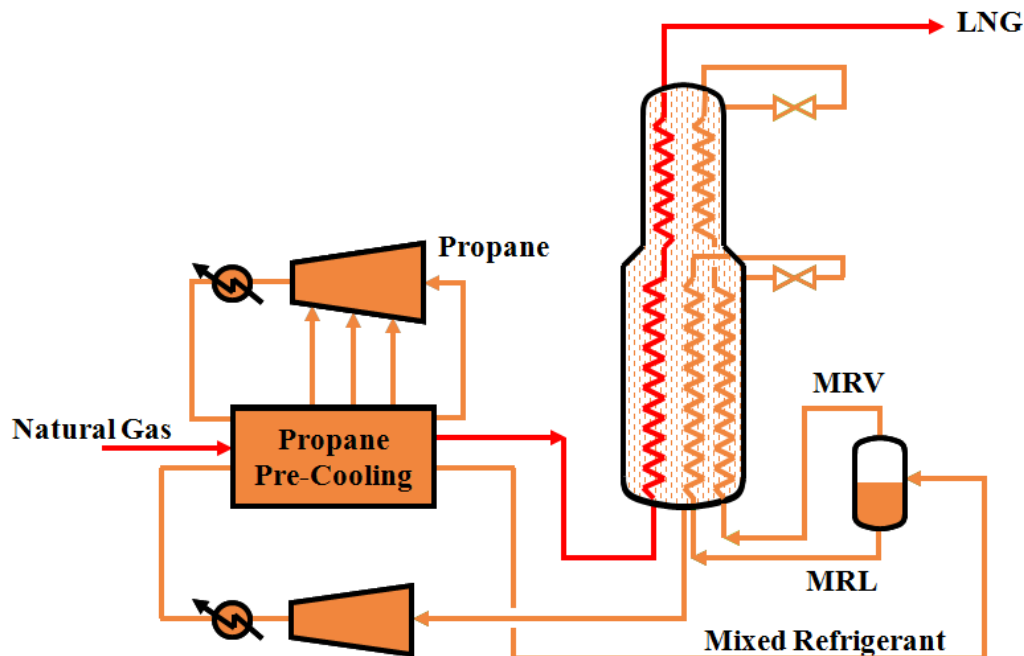 LNG
Propane
MRV
Natural Gas
Propane
Pre-Cooling
MRL
Mixed Refrigerant